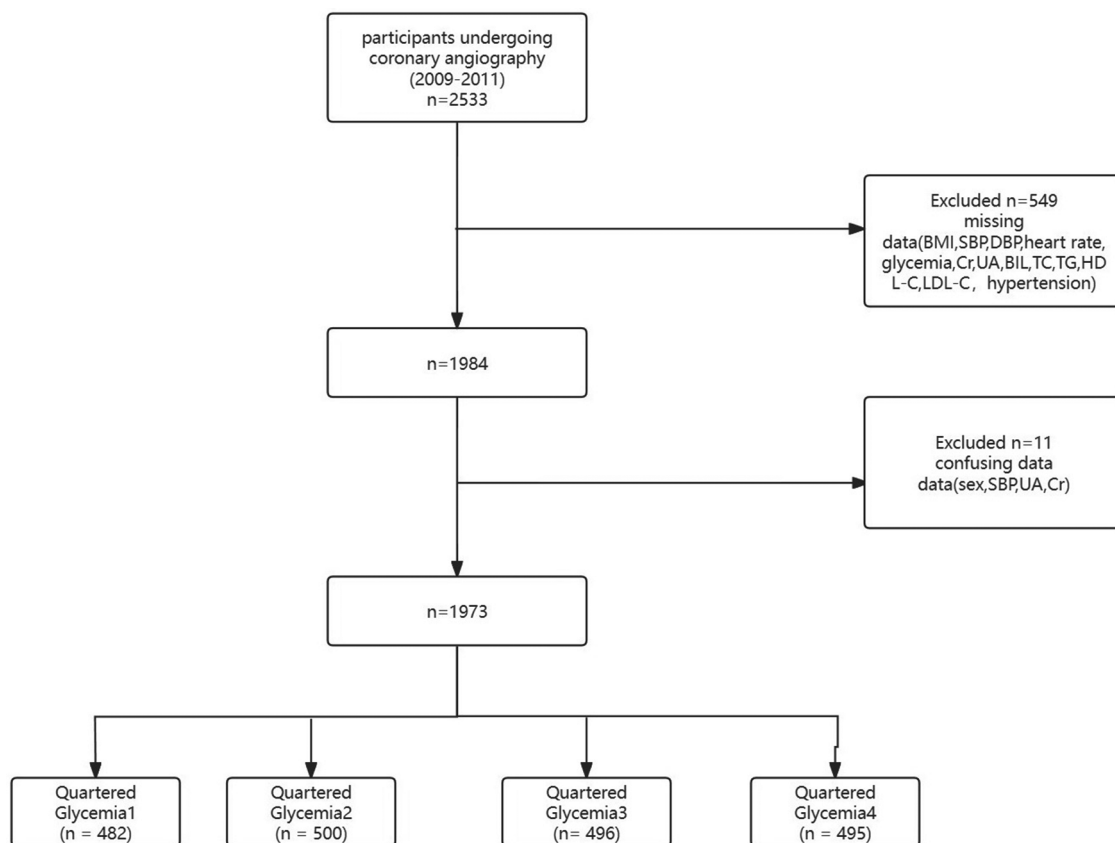 participants undergoing
coronary angiography
(2009-2011)
n=2533
Excluded n=549
missing
data(BMI,SBP,DBP,heart rate,
glycemia,Cr,UA,BIL,TC,TG,HD
L-C,LDL-C，hypertension)
n=1984
Excluded n=11
confusing data
data(sex,SBP,UA,Cr)
n=1973
Quartered
Glycemia1
(n = 482)
Quartered
Glycemia2
(n = 500)
Quartered
Glycemia3
(n= 496)
Quartered
Glycemia4
(n = 495)